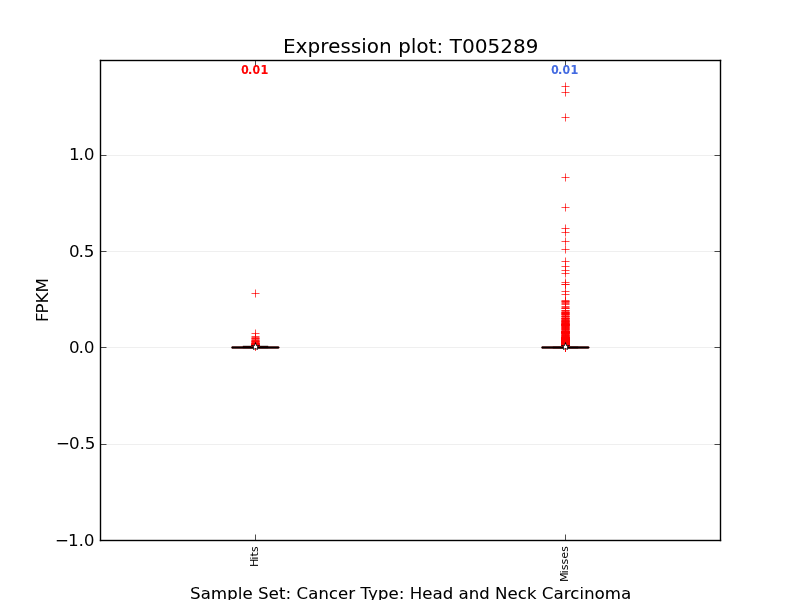 Expression plot: T005289
0.01
0.01
1.0
0.5
0.0
−0.5
−1.0
FPKM
Hits
Misses
Sample Set: Cancer Type: Head and Neck Carcinoma